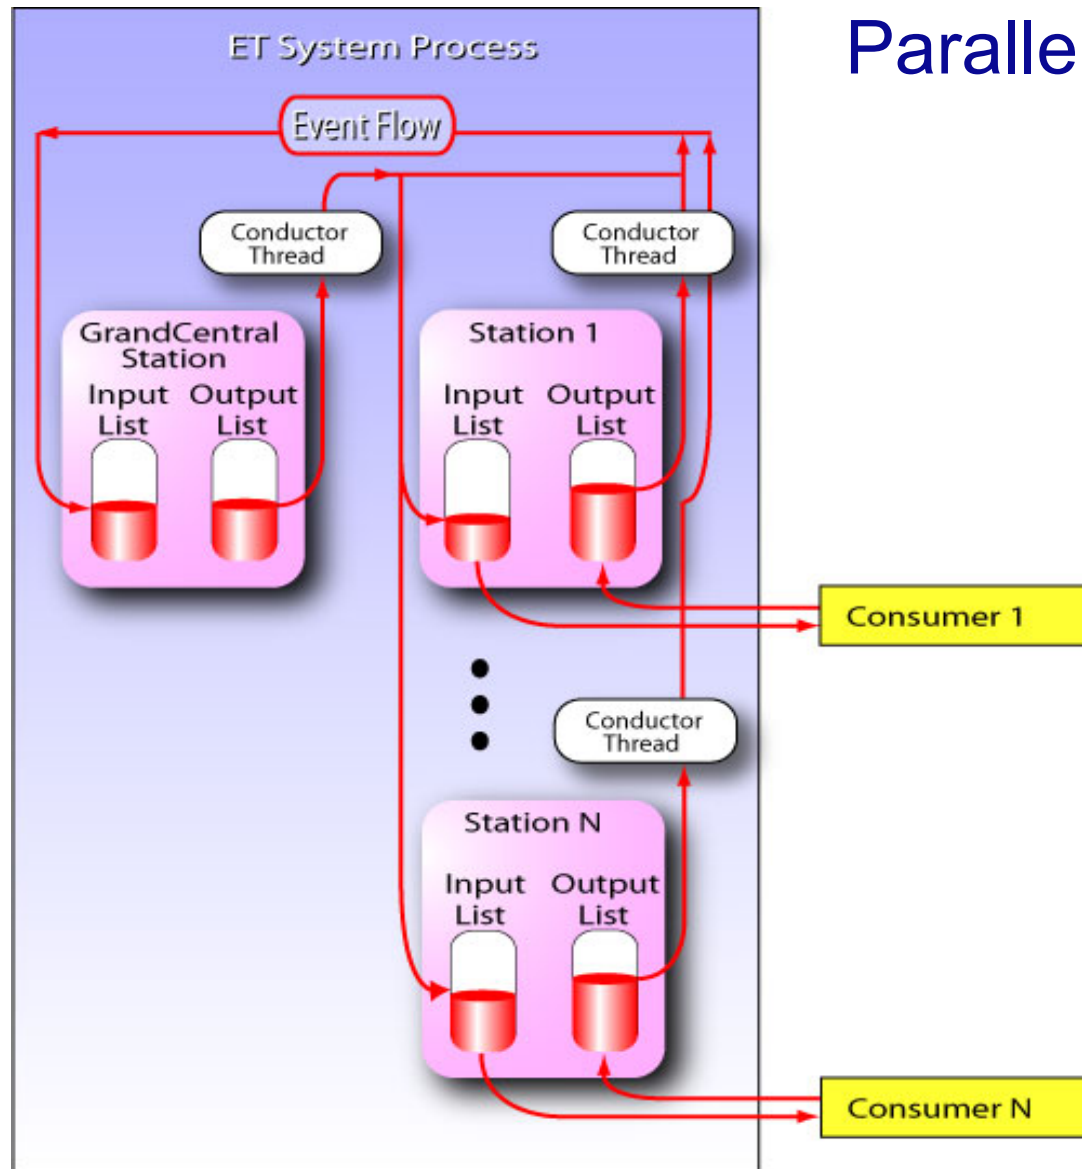 ET System Process
Paralle
Event Flow
Conductor
Thread
Conductor
Thread
GrandCentral
Station
Input Output
List List
Station 1
Input Output
List List
Consumer 1
Conductor
Thread
Station N
Input Output
List List
Consumer N